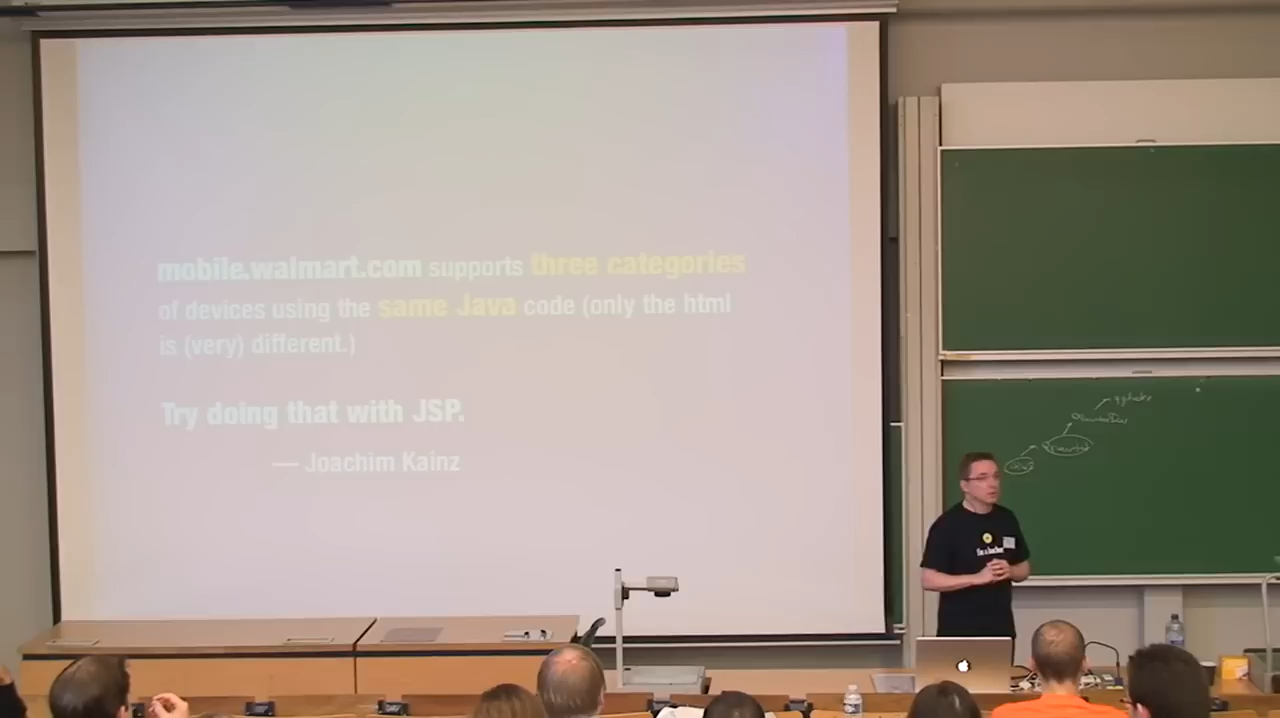 mobile.walmart.com supports three categories
of devices using the same Java code (only the html
is (very) different.)
Try doing that with JSP.
— Joachim Kainz